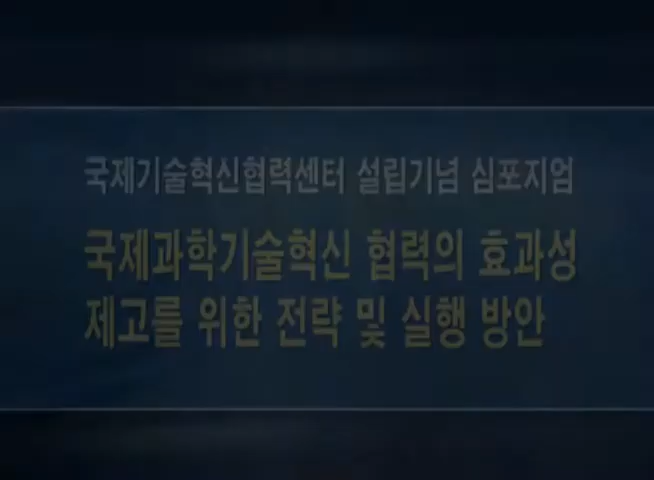 국제기술혁신협력센터 설립기념 심포지엄
국제과학기술혁신 협력의 효과성
제고를 위한 전략 및 실행 방안